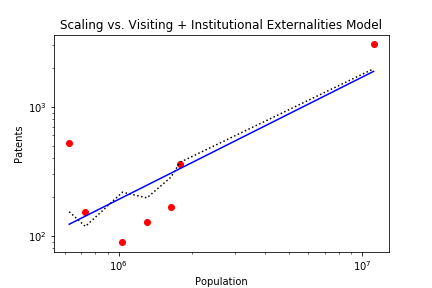 Scaling vs. Visiting + Institutional Externalities Model
Patents
10³
10²
10⁶
10⁷
Population